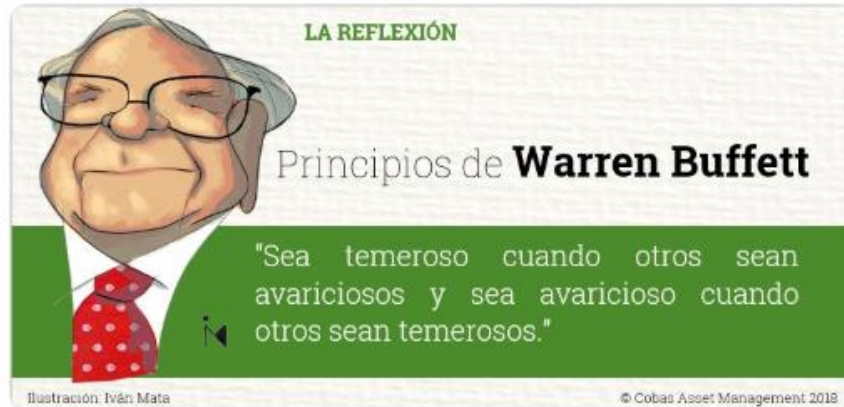 LA REFLEXIÓN
Principios de Warren Buffett
"Sea temeroso cuando otros sean
avariciosos y sea avaricioso cuando
otros sean temerosos."
Ilustración: Iván Mata
© Cobas Asset Management 2018